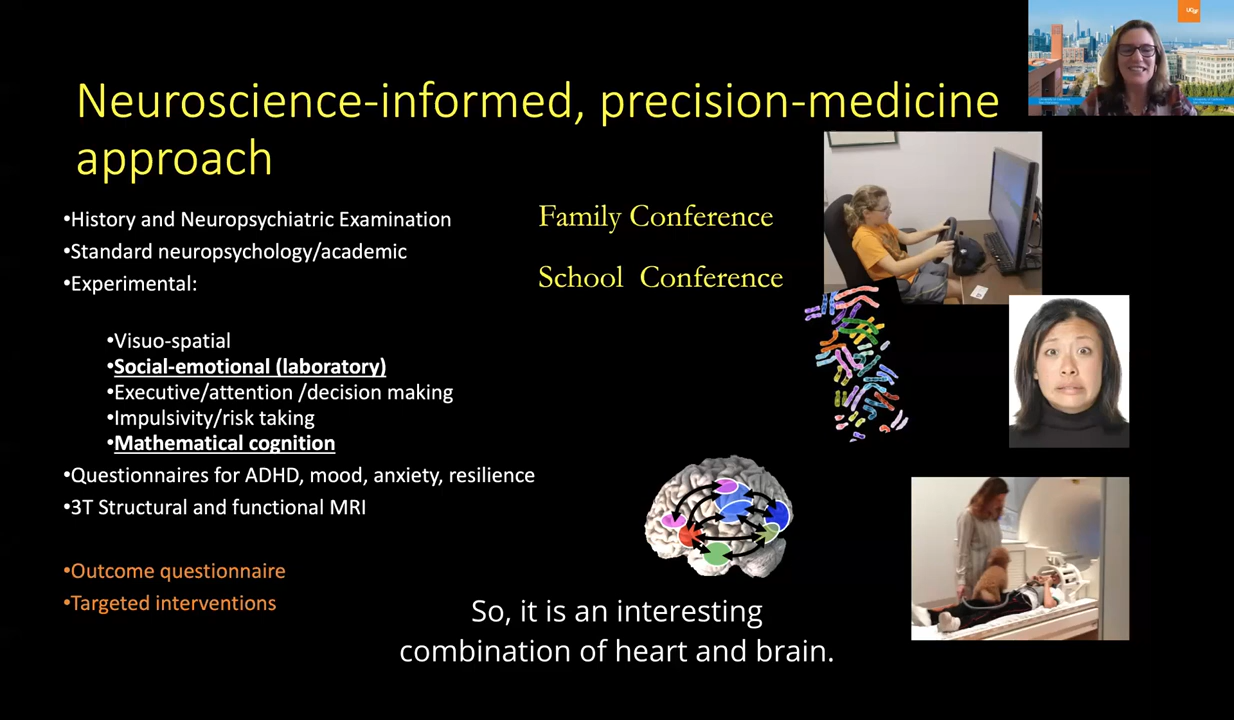 UCSF
Neuroscience-informed, precision-medicine
approach
•History and Neuropsychiatric Examination
•Standard neuropsychology/academic
•Experimental:
•Visuo-spatial
•Social-emotional (laboratory)
•Executive/attention /decision making
•Impulsivity/risk taking
•Mathematical cognition
•Questionnaires for ADHD, mood, anxiety, resilience
•3T Structural and functional MRI
•Outcome questionnaire
•Targeted interventions
Family Conference
School Conference
So, it is an interesting
combination of heart and brain.